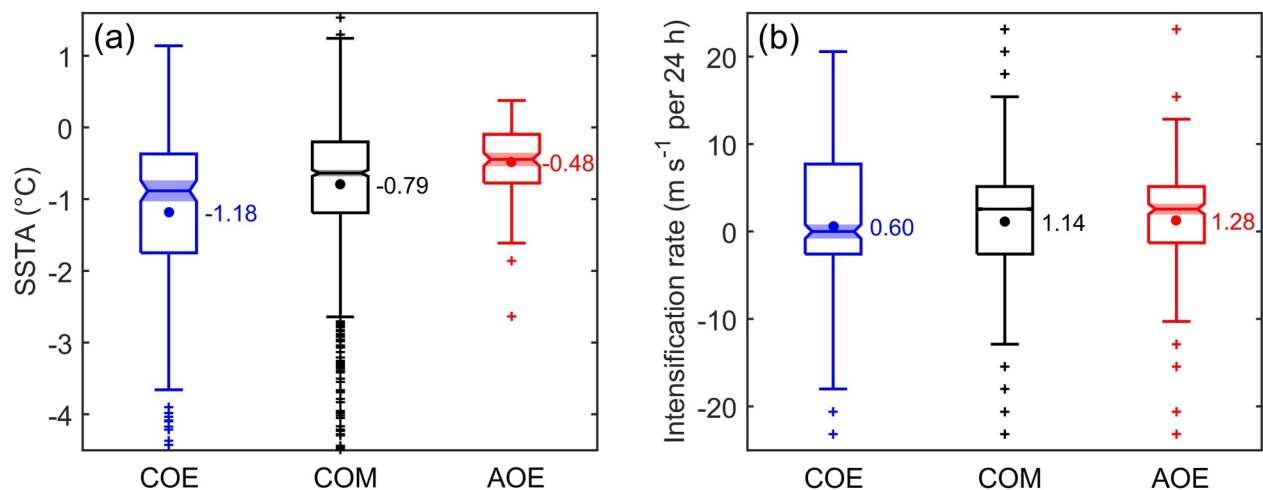 (a)
SSTA (°C)
1
0
-1
-2
-3
-4
-1.18
-0.79
-0.48
COE
COM
AOE
(b)
Intensification rate (m s⁻¹ per 24 h)
20
10
0
-10
-20
0.60
1.14
1.28
COE
COM
AOE